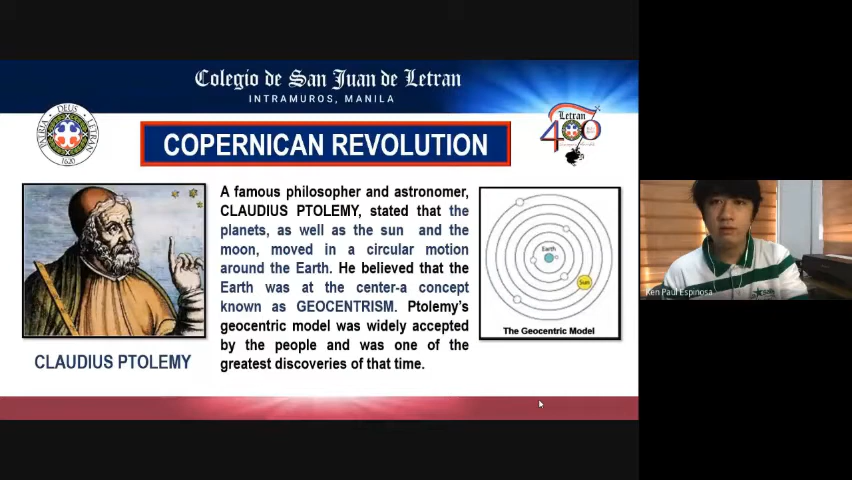 Colegio de San Juan de Letran
INTRAMUROS, MANILA
DEUS
PATRIA
LETRAN
1620
Letran
400
COPERNICAN REVOLUTION
A famous philosopher and astronomer,
CLAUDIUS PTOLEMY, stated that the
planets, as well as the sun and the
moon, moved in a circular motion
around the Earth. He believed that the
Earth was at the center-a concept
known as GEOCENTRISM. Ptolemy's
geocentric model was widely accepted
by the people and was one of the
greatest discoveries of that time.
CLAUDIUS PTOLEMY
Earth
Sun
The Geocentric Model
Ken Paul Espinosa